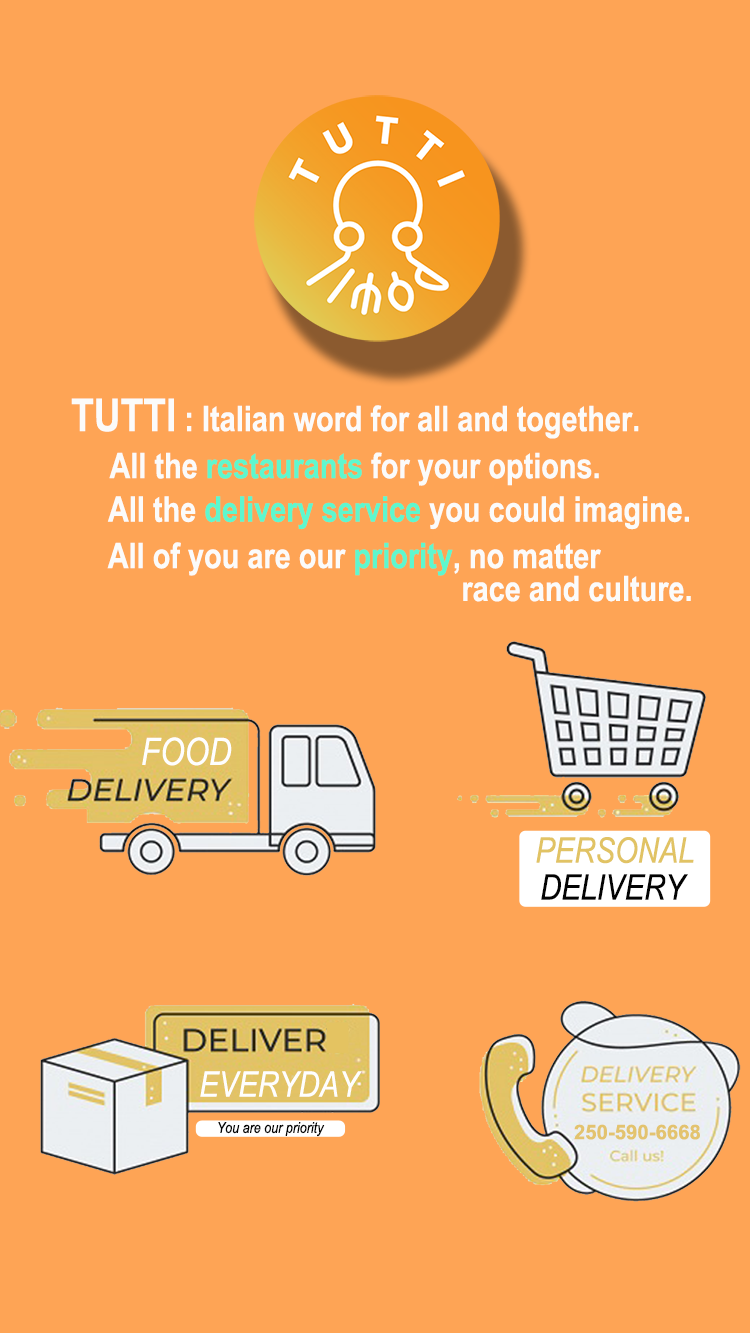 TUTTI
TUTTI : Italian word for all and together.
All the restaurants for your options.
All the delivery service you could imagine.
All of you are our priority, no matter
race and culture.
FOOD
DELIVERY
PERSONAL
DELIVERY
DELIVER
EVERYDAY
You are our priority
DELIVERY
SERVICE
250-590-6668
Call us!